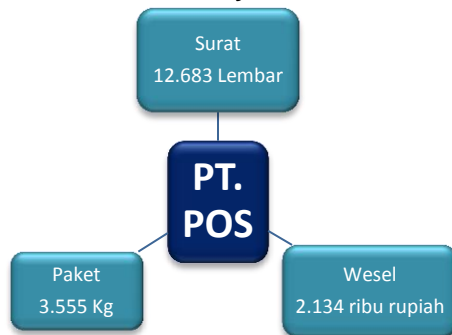 Surat
12.683 Lembar
PT.
POS
Paket
3.555 Kg
Wesel
2.134 ribu rupiah